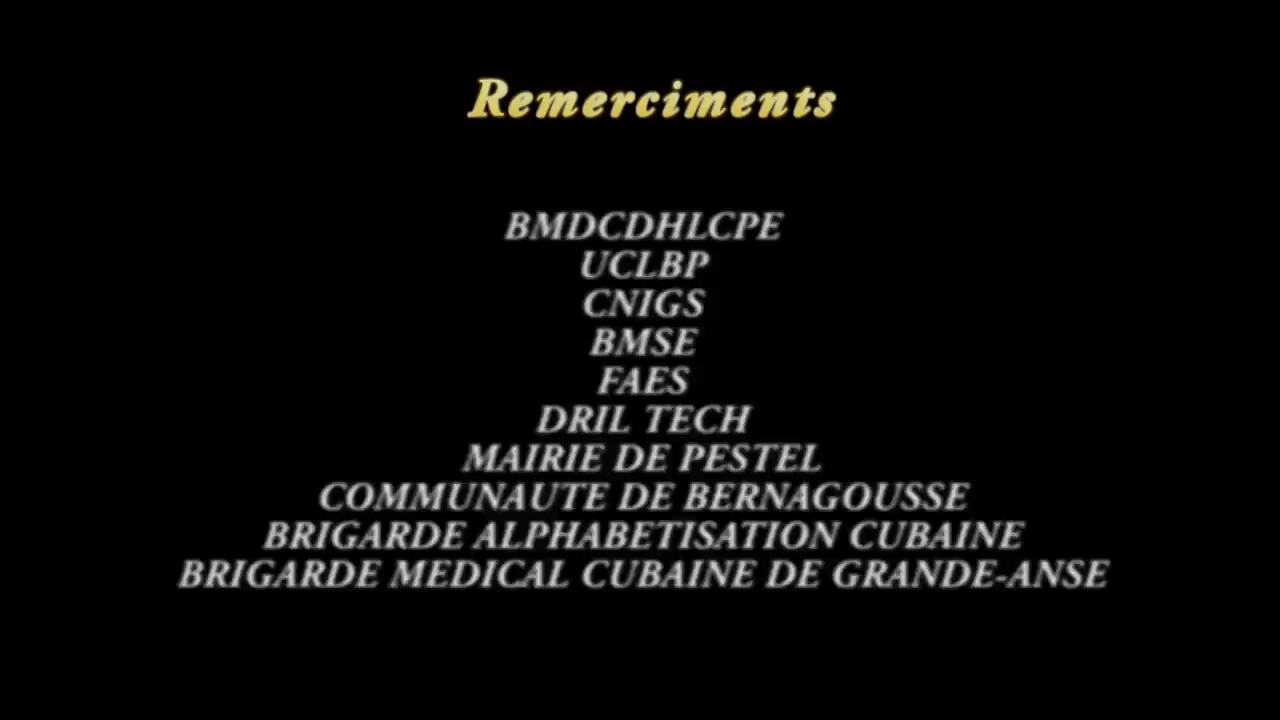 Remerciments
BMDCDHLCPE
UCLBP
CNIGS
BMSE
FAES
DRIL TECH
MAIRIE DE PESTEL
COMMUNAUTE DE BERNAGOUSSE
BRIGARDE ALPHABETISATION CUBAINE
BRIGARDE MEDICAL CUBAINE DE GRANDE-ANSE